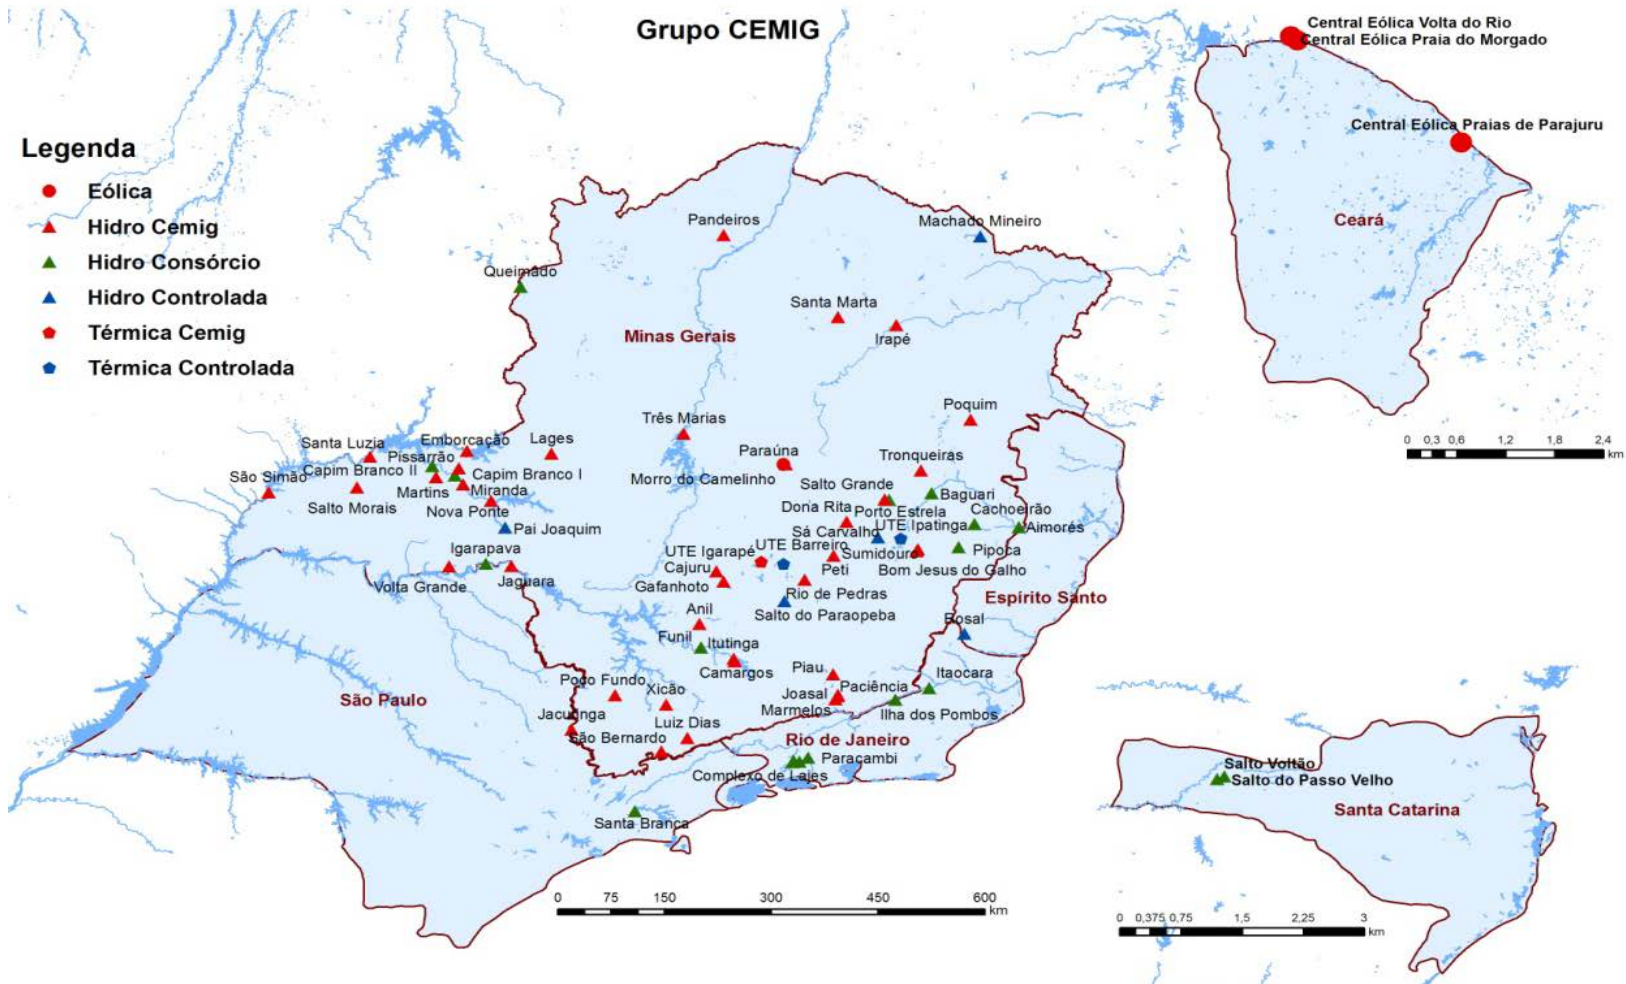 Grupo CEMIG
Central Eólica Volta do Rio
Central Eólica Praia do Morgado
Central Eólica Praias de Parajuru
Ceará
0 0,3 0,6 1,2 1,8 2,4
km
Legenda
Eólica
Hidro Cemig
Hidro Consórcio
Hidro Controlada
Térmica Cemig
Térmica Controlada
Pandeiros
Machado Mineiro
Queimado
Santa Marta
Minas Gerais
Irapé
Três Marias
Poquim
Santa Luzia
Emborcação
Lages
Pissarrão
Paraúna
Tronqueiras
São Simão
Capim Branco II
Capim Branco I
Morro do Camelinho
Salto Grande
Martins
Miranda
Baguari
Salto Morais
Nova Ponte
Dona Rita
Porto Estrela
Cachoeirão
Pai Joaquim
Sá Carvalho
UTE Ipatinga
Aimorés
Igarapava
UTE Igarapé
UTE Barreiro
Sumidouro
Pipoca
Cajuru
Peti
Bom Jesus do Galho
Volta Grande
Jaguara
Gafanhoto
Rio de Pedras
Espírito Santo
Anil
Salto do Paraopeba
Rosal
Funil
Itutinga
Camargos
Piau
Itaocara
Poço Fundo
Xicão
Joasal
Paciência
São Paulo
Marmelos
Ilha dos Pombos
Jacutinga
Luiz Dias
São Bernardo
Rio de Janeiro
Paracambi
Complexo de Lajes
Santa Branca
0 75 150 300 450 600
km
Salto Voltão
Salto do Passo Velho
Santa Catarina
0 0,375 0,75 1,5 2,25 3
km